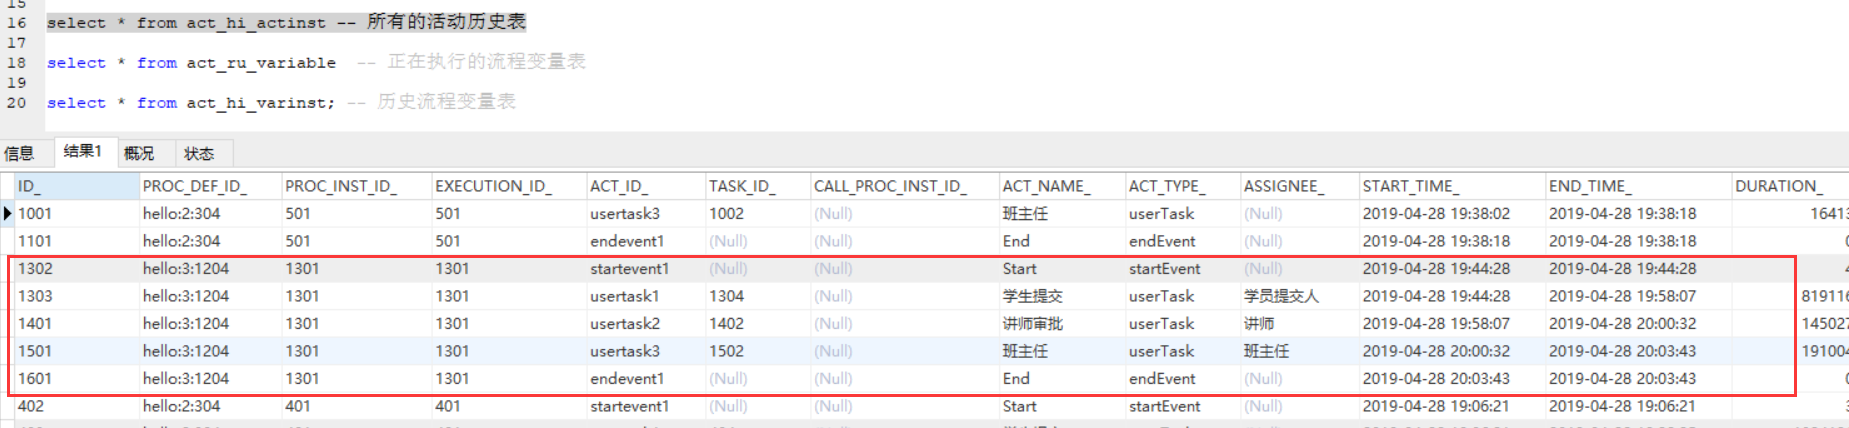 15
16 select * from act_hi_actinst -- 所有的活动历史表
17
18 select * from act_ru_variable -- 正在执行的流程变量表
19
20 select * from act_hi_varinst; -- 历史流程变量表
信息 结果1 概况 状态
ID_ PROC_DEF_ID_ PROC_INST_ID_ EXECUTION_ID_ ACT_ID_ TASK_ID_ CALL_PROC_INST_ID_ ACT_NAME_ ACT_TYPE_ ASSIGNEE_ START_TIME_ END_TIME_ DURATION_
1001 hello:2:304 501 501 usertask3 1002 (Null) 班主任 userTask (Null) 2019-04-28 19:38:02 2019-04-28 19:38:18 16413
1101 hello:2:304 501 501 endevent1 (Null) (Null) End endEvent (Null) 2019-04-28 19:38:18 2019-04-28 19:38:18 0
1302 hello:3:1204 1301 1301 startevent1 (Null) (Null) Start startEvent (Null) 2019-04-28 19:44:28 2019-04-28 19:44:28 4
1303 hello:3:1204 1301 1301 usertask1 1304 (Null) 学生提交 userTask 学员提交人 2019-04-28 19:44:28 2019-04-28 19:58:07 819116
1401 hello:3:1204 1301 1301 usertask2 1402 (Null) 讲师审批 userTask 讲师 2019-04-28 19:58:07 2019-04-28 20:00:32 145027
1501 hello:3:1204 1301 1301 usertask3 1502 (Null) 班主任 userTask 班主任 2019-04-28 20:00:32 2019-04-28 20:03:43 191004
1601 hello:3:1204 1301 1301 endevent1 (Null) (Null) End endEvent (Null) 2019-04-28 20:03:43 2019-04-28 20:03:43 0
402 hello:2:304 401 401 startevent1 (Null) (Null) Start startEvent (Null) 2019-04-28 19:06:21 2019-04-28 19:06:21 3